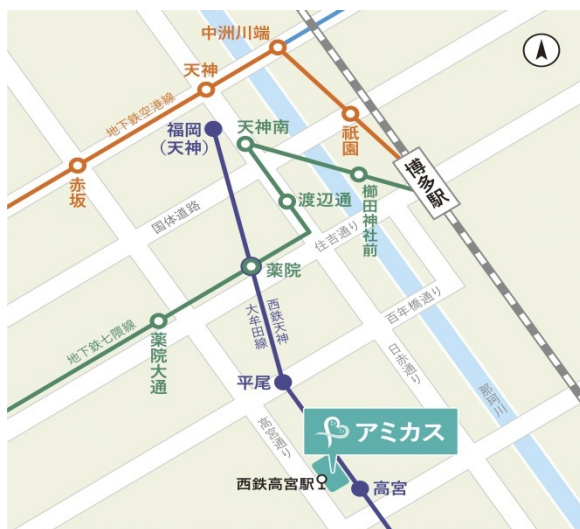 中洲川端
天神
地下鉄空港線
福岡
(天神)
天神南
祇園
赤坂
博多駅
国体道路
渡辺通
櫛田神社前
住吉通り
薬院
地下鉄七隈線
薬院大通
西鉄天神
大牟田線
百年橋通り
日赤通り
那珂川
平尾
高宮通り
アミカス
西鉄高宮駅
高宮